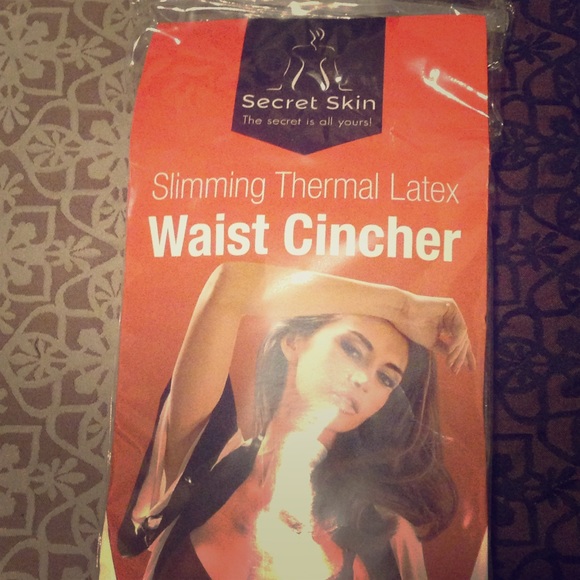 Secret Skin
The secret is all yours!
Slimming Thermal Latex
Waist Cincher